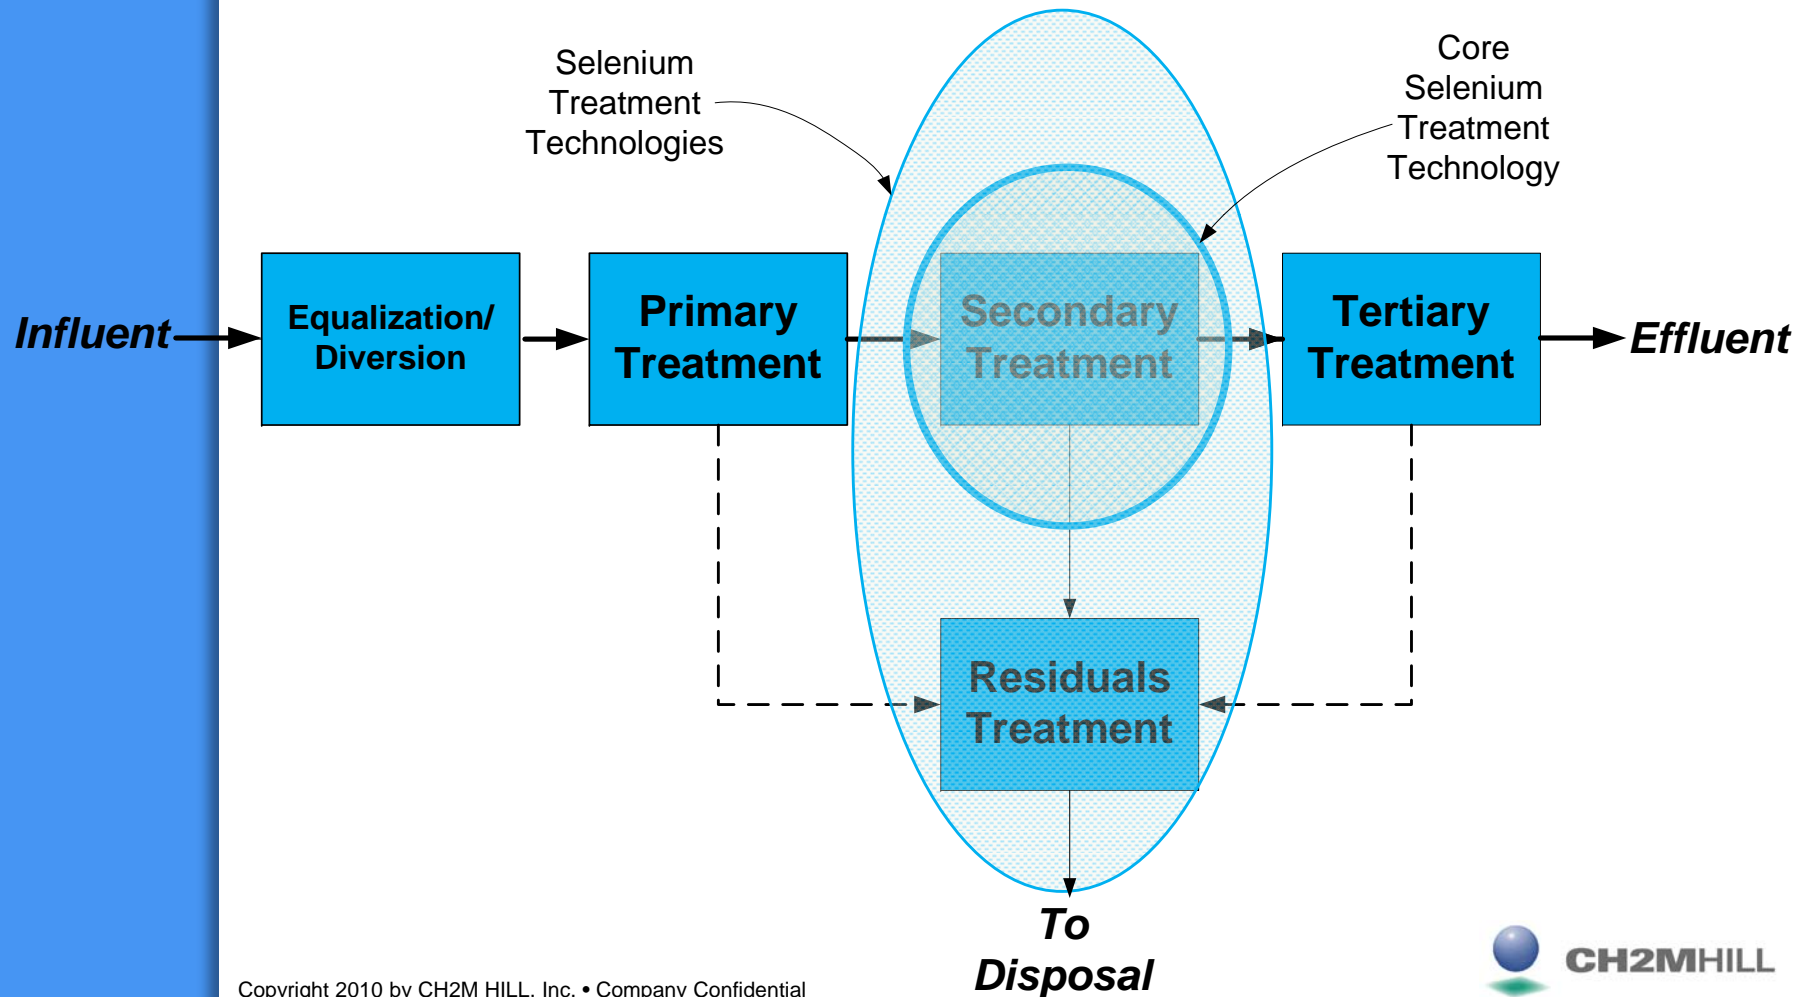 Selenium
Treatment
Technologies
Core
Selenium
Treatment
Technology
Influent
Equalization/
Diversion
Primary
Treatment
Secondary
Treatment
Tertiary
Treatment
Effluent
Residuals
Treatment
To
Disposal
Copyright 2010 by CH2M HILL, Inc. • Company Confidential
CH2MHILL